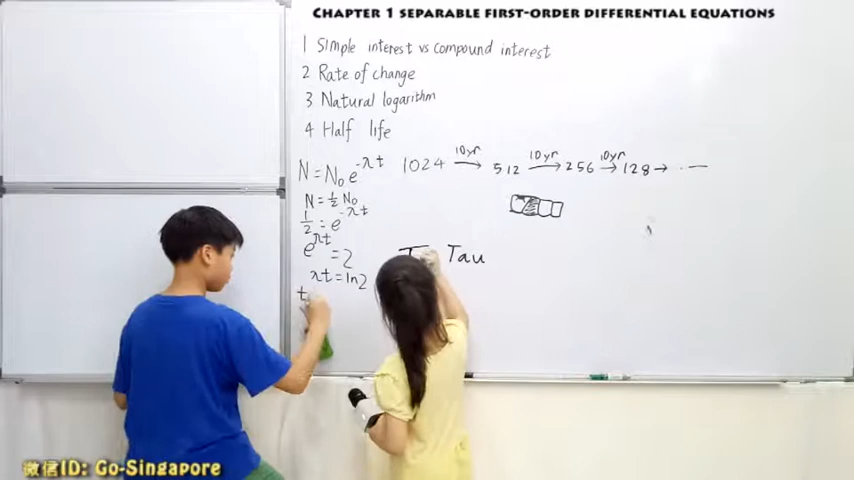 CHAPTER 1 SEPARABLE FIRST-ORDER DIFFERENTIAL EQUATIONS
1 Simple interest vs compound interest
2 Rate of change
3 Natural logarithm
4 Half life
N = N₀e^-λt 1024 →10yr 512 →10yr 256 →10yr 128 → ...
N = ½ N₀
½ = e^-λt
e^λt = 2
λt = ln2
t
Tau
微信ID: Go-Singapore